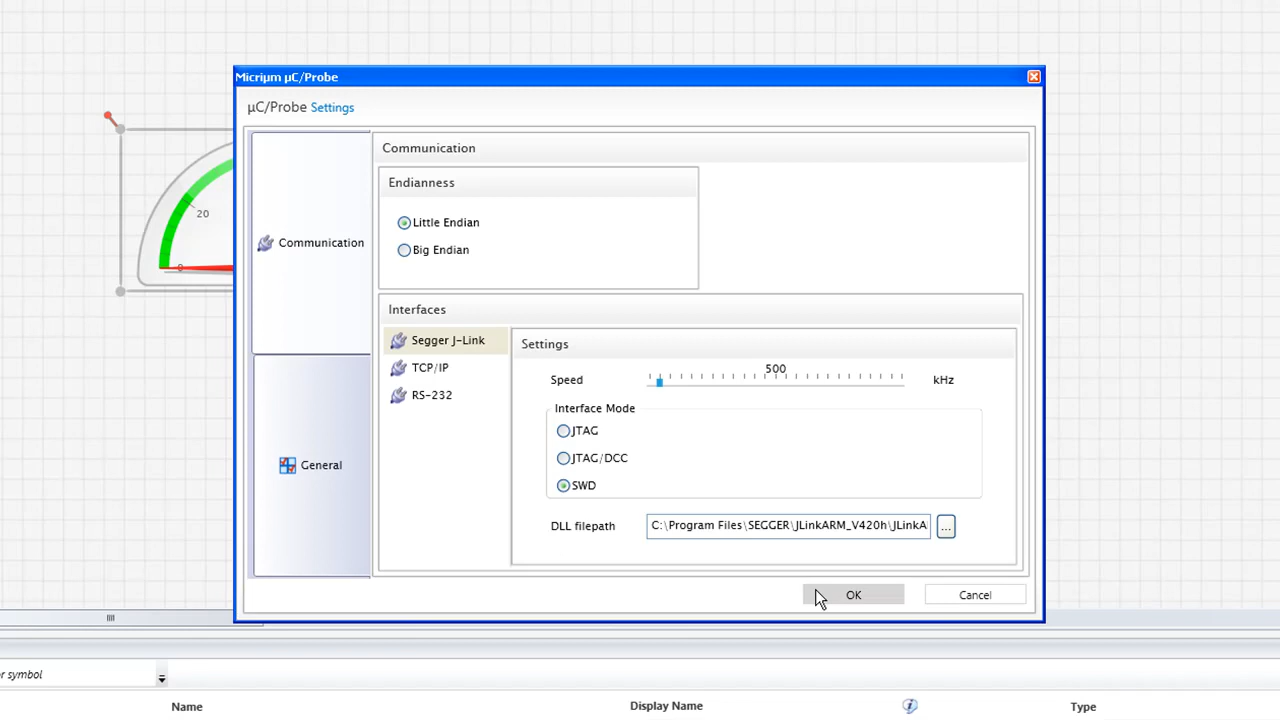 Micriµm µC/Probe
µC/Probe Settings
Communication
Endianness
Little Endian
Big Endian
Communication
General
Interfaces
Segger J-Link
TCP/IP
RS-232
Settings
Speed 500 kHz
Interface Mode
JTAG
JTAG/DCC
SWD
DLL filepath C:\Program Files\SEGGER\JLinkARM_V420h\JLinkA ...
OK Cancel
20
0
r symbol
Name Display Name Type